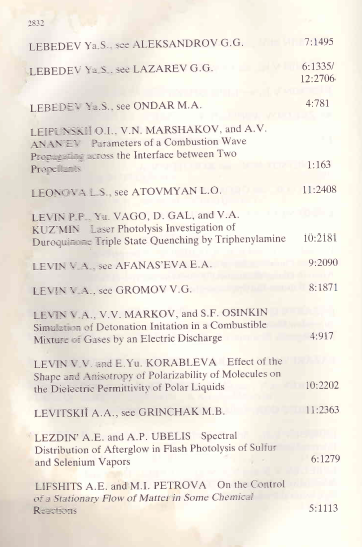 2832
LEBEDEV Ya.S., see ALEKSANDROV G.G. 7:1495
LEBEDEV Ya.S., see LAZAREV G.G. 6:1335/
12:2706
LEBEDEV Ya.S., see ONDAR M.A. 4:781
LEIPUNSKIĬ O.I., V.N. MARSHAKOV, and A.V.
ANAN'EV Parameters of a Combustion Wave
Propagating across the Interface between Two
Propellants 1:163
LEONOVA L.S., see ATOVMYAN L.O. 11:2408
LEVIN P.P., Yu. VAGO, D. GAL, and V.A.
KUZ'MIN Laser Photolysis Investigation of
Duroquinone Triple State Quenching by Triphenylamine 10:2181
LEVIN V.A., see AFANAS'EVA E.A. 9:2090
LEVIN V.A., see GROMOV V.G. 8:1871
LEVIN V.A., V.V. MARKOV, and S.F. OSINKIN
Simulation of Detonation Initation in a Combustible
Mixture of Gases by an Electric Discharge 4:917
LEVIN V.V. and E.Yu. KORABLEVA Effect of the
Shape and Anisotropy of Polarizability of Molecules on
the Dielectric Permittivity of Polar Liquids 10:2202
LEVITSKIĬ A.A., see GRINCHAK M.B. 11:2363
LEZDIN' A.E. and A.P. UBELIS Spectral
Distribution of Afterglow in Flash Photolysis of Sulfur
and Selenium Vapors 6:1279
LIFSHITS A.E. and M.I. PETROVA On the Control
of a Stationary Flow of Matter in Some Chemical
Reactions 5:1113